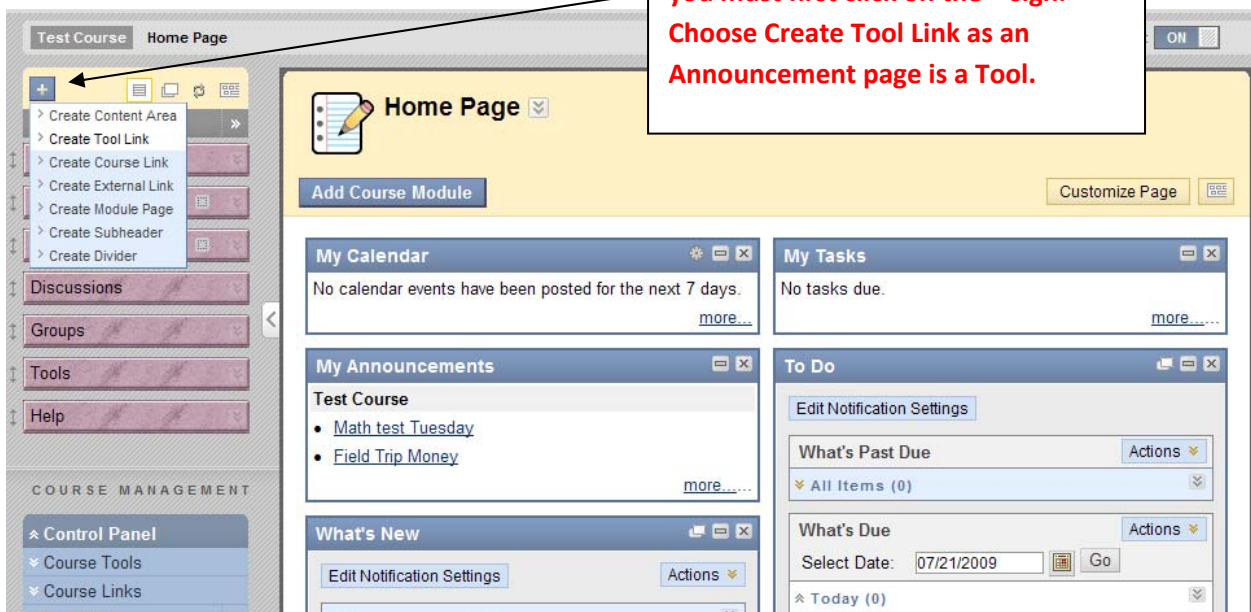 you must first click on the + sign.
Choose Create Tool Link as an
Announcement page is a Tool.
Test Course Home Page
: ON
+
> Create Content Area
> Create Tool Link
> Create Course Link
> Create External Link
> Create Module Page
> Create Subheader
> Create Divider
Discussions
Groups
Tools
Help
COURSE MANAGEMENT
Control Panel
Course Tools
Course Links
Home Page
Add Course Module
Customize Page
My Calendar
No calendar events have been posted for the next 7 days.
more...
My Announcements
Test Course
• Math test Tuesday
• Field Trip Money
more......
What's New
Edit Notification Settings
Actions
My Tasks
No tasks due.
more......
To Do
Edit Notification Settings
What's Past Due Actions
All Items (0)
What's Due Actions
Select Date: 07/21/2009 Go
Today (0)